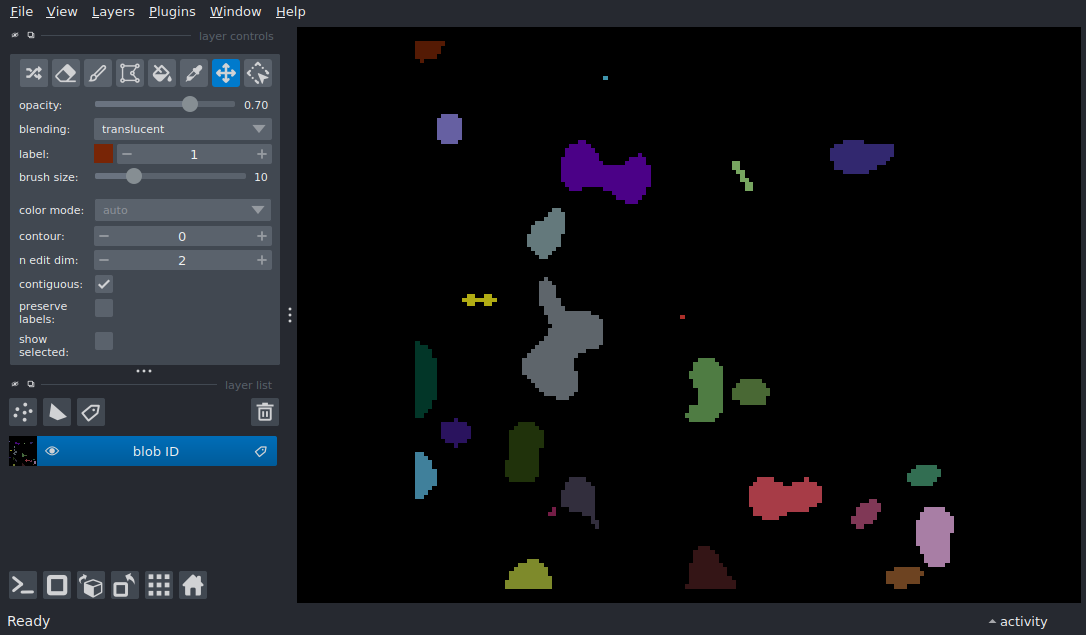 File View Layers Plugins Window Help
layer controls
opacity: 0.70
blending: translucent
label: 1
brush size: 10
color mode: auto
contour: 0
n edit dim: 2
contiguous:
preserve
labels:
show
selected:
layer list
blob ID
Ready
activity